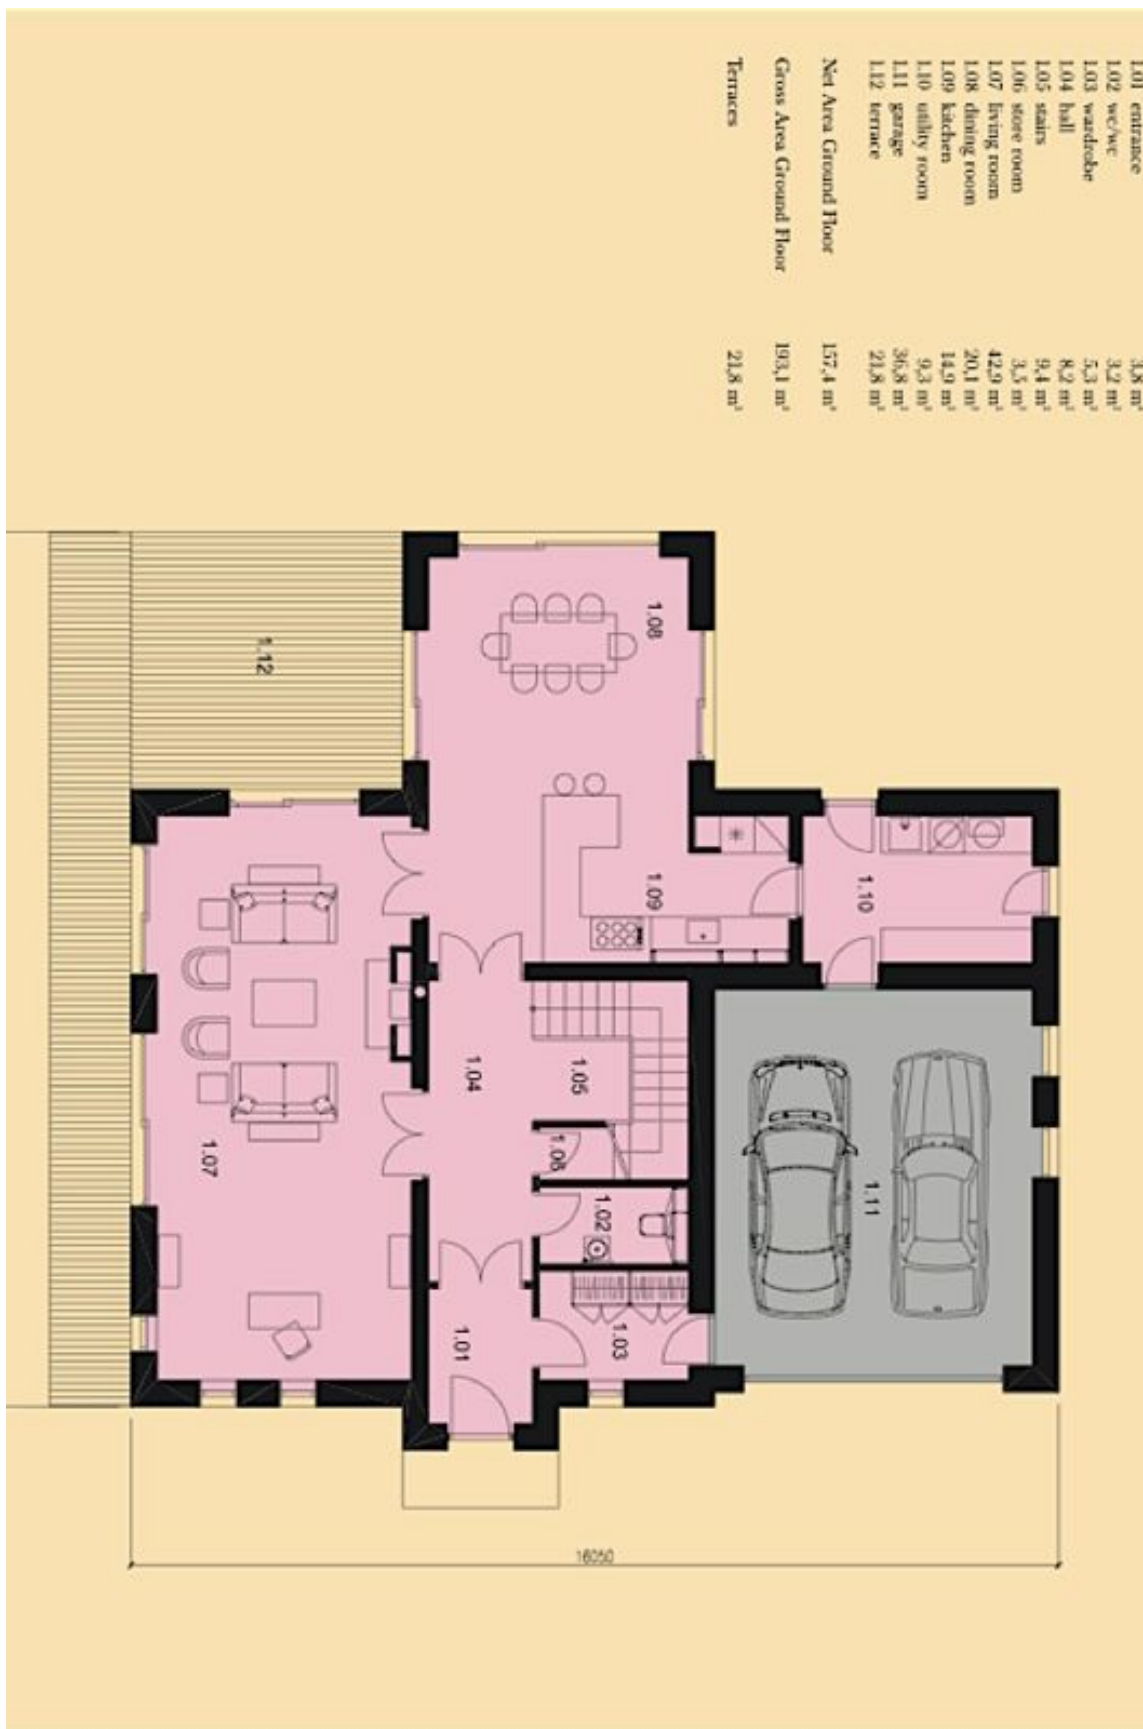 1.01 entrance 3,8 m²
1.02 wc/wc 3,2 m²
1.03 wardrobe 5,3 m²
1.04 hall 8,2 m²
1.05 stairs 9,4 m²
1.06 store room 3,5 m²
1.07 living room 42,9 m²
1.08 dining room 20,1 m²
1.09 kitchen 14,9 m²
1.10 utility room 9,3 m²
1.11 garage 36,8 m²
1.12 terrace 21,8 m²
Net Area Ground Floor 157,4 m²
Gross Area Ground Floor 193,1 m²
Terraces 21,8 m²
1.08
1.12
1.09
1.10
1.04
1.05
1.06
1.07
1.02
1.11
1.01
1.03
16050